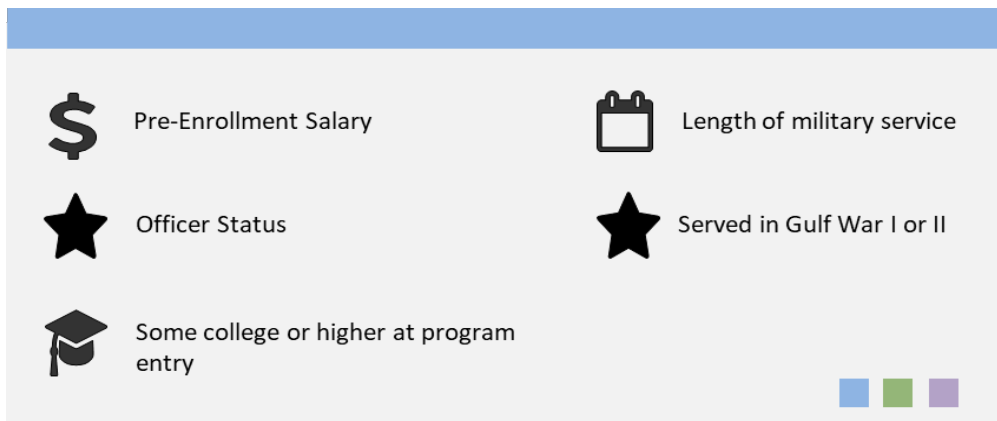 Pre-Enrollment Salary
Length of military service
Officer Status
Served in Gulf War I or II
Some college or higher at program
entry